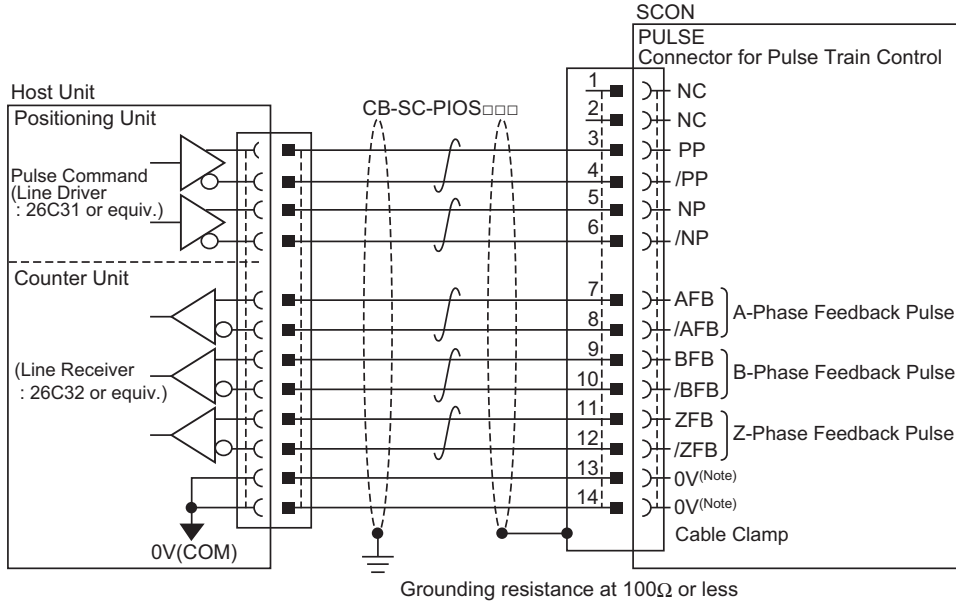 SCON
PULSE
Connector for Pulse Train Control
Host Unit
Positioning Unit
CB-SC-PIOS□□□
Pulse Command
(Line Driver
: 26C31 or equiv.)
1 NC
2 NC
3 PP
4 /PP
5 NP
6 /NP
Counter Unit
(Line Receiver
: 26C32 or equiv.)
7 AFB
8 /AFB
A-Phase Feedback Pulse
9 BFB
10 /BFB
B-Phase Feedback Pulse
11 ZFB
12 /ZFB
Z-Phase Feedback Pulse
13 0V(Note)
14 0V(Note)
0V(COM)
Cable Clamp
Grounding resistance at 100Ω or less